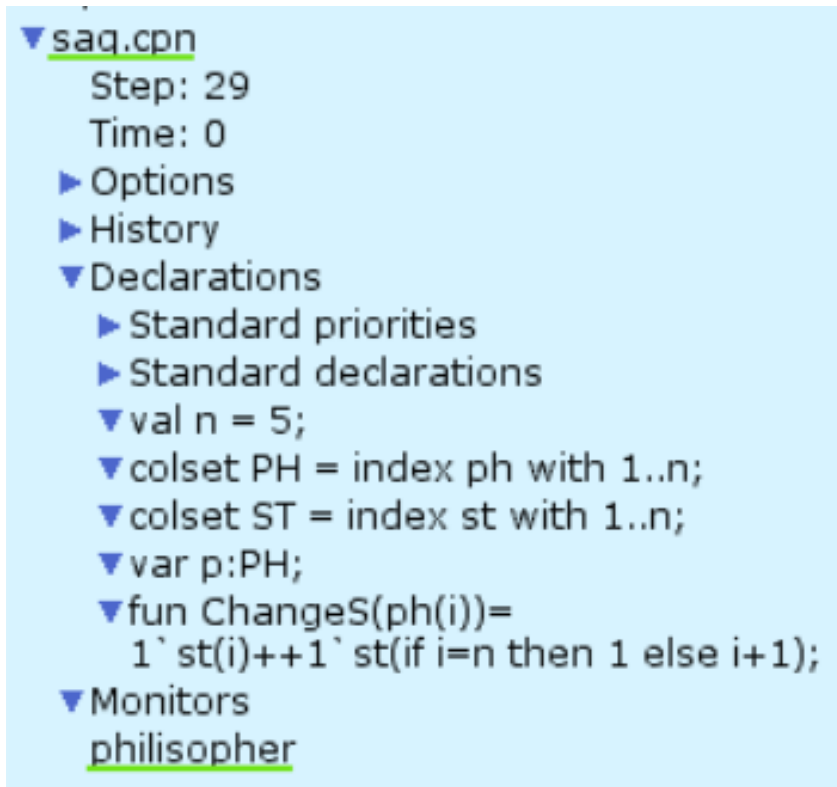 saq.cpn
Step: 29
Time: 0
Options
History
Declarations
Standard priorities
Standard declarations
val n = 5;
colset PH = index ph with 1..n;
colset ST = index st with 1..n;
var p:PH;
fun ChangeS(ph(i))=
1`st(i)++1`st(if i=n then 1 else i+1);
Monitors
philisopher